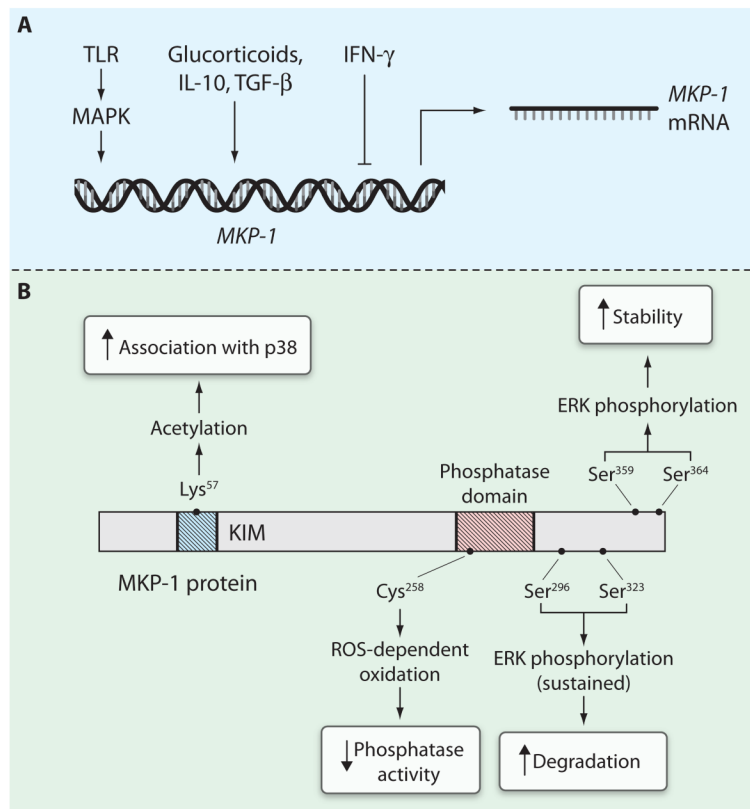 A
TLR
MAPK
Glucorticoids,
IL-10, TGF-β
IFN-γ
MKP-1
mRNA
MKP-1
B
Association with p38
Acetylation
Lys⁵⁷
Stability
ERK phosphorylation
Ser³⁵⁹
Ser³⁶⁴
Phosphatase
domain
KIM
MKP-1 protein
Cys²⁵⁸
ROS-dependent
oxidation
Phosphatase
activity
Ser²⁹⁶
Ser³²³
ERK phosphorylation
(sustained)
Degradation